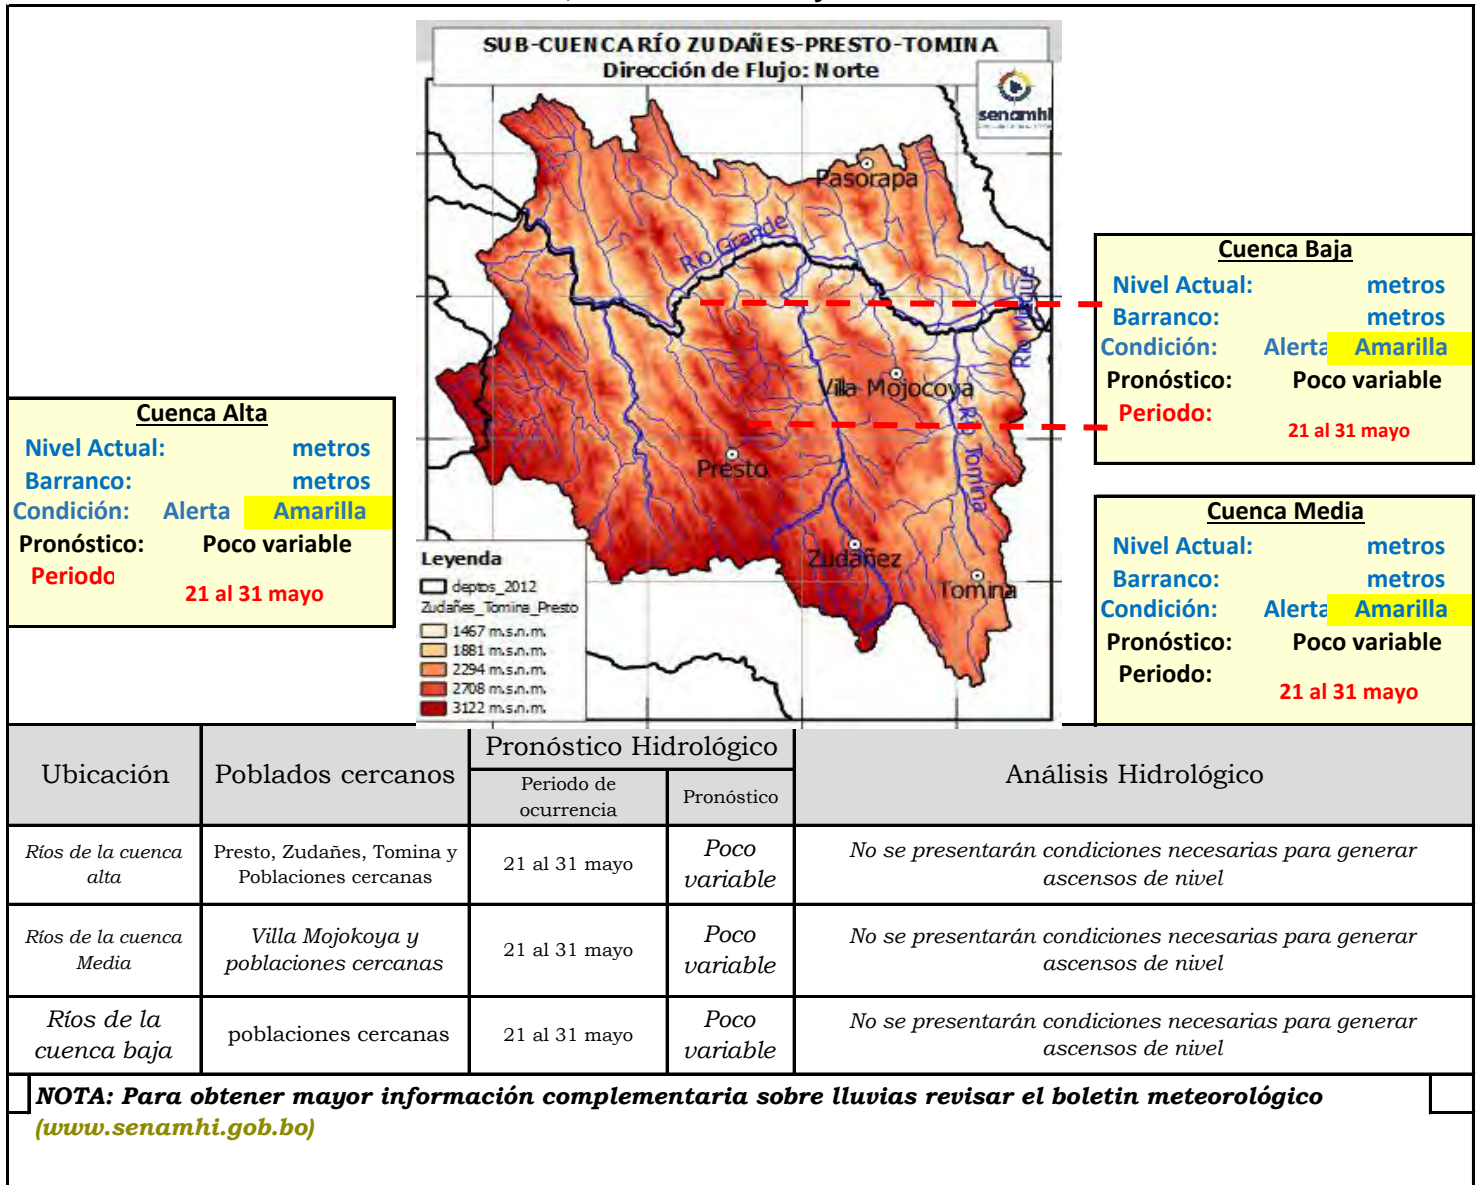 SUB-CUENCA RÍO ZUDAÑES-PRESTO-TOMINA
Dirección de Flujo: Norte
senamhi
Pasorapa
Rio Grande
Rio Mizque
Villa Mojocoya
Rio Tomina
Presto
Zudañez
Tomina
Leyenda
deptos_2012
Zudañes_Tomina_Presto
1467 m.s.n.m.
1881 m.s.n.m.
2294 m.s.n.m.
2708 m.s.n.m.
3122 m.s.n.m.
Cuenca Alta
Nivel Actual: metros
Barranco: metros
Condición: Alerta Amarilla
Pronóstico: Poco variable
Periodo
21 al 31 mayo
Cuenca Baja
Nivel Actual: metros
Barranco: metros
Condición: Alerta Amarilla
Pronóstico: Poco variable
Periodo:
21 al 31 mayo
Cuenca Media
Nivel Actual: metros
Barranco: metros
Condición: Alerta Amarilla
Pronóstico: Poco variable
Periodo:
21 al 31 mayo
Ubicación
Poblados cercanos
Pronóstico Hidrológico
Periodo de
ocurrencia
Pronóstico
Análisis Hidrológico
Ríos de la cuenca
alta
Presto, Zudañes, Tomina y
Poblaciones cercanas
21 al 31 mayo
Poco
variable
No se presentarán condiciones necesarias para generar
ascensos de nivel
Ríos de la cuenca
Media
Villa Mojokoya y
poblaciones cercanas
21 al 31 mayo
Poco
variable
No se presentarán condiciones necesarias para generar
ascensos de nivel
Ríos de la
cuenca baja
poblaciones cercanas
21 al 31 mayo
Poco
variable
No se presentarán condiciones necesarias para generar
ascensos de nivel
NOTA: Para obtener mayor información complementaria sobre lluvias revisar el boletin meteorológico
(www.senamhi.gob.bo)